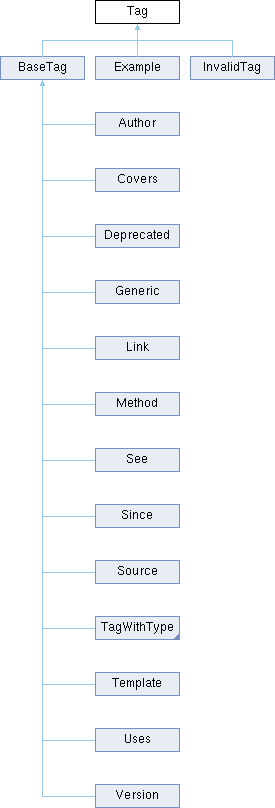 Tag
BaseTag
Example
InvalidTag
Author
Covers
Deprecated
Generic
Link
Method
See
Since
Source
TagWithType
Template
Uses
Version